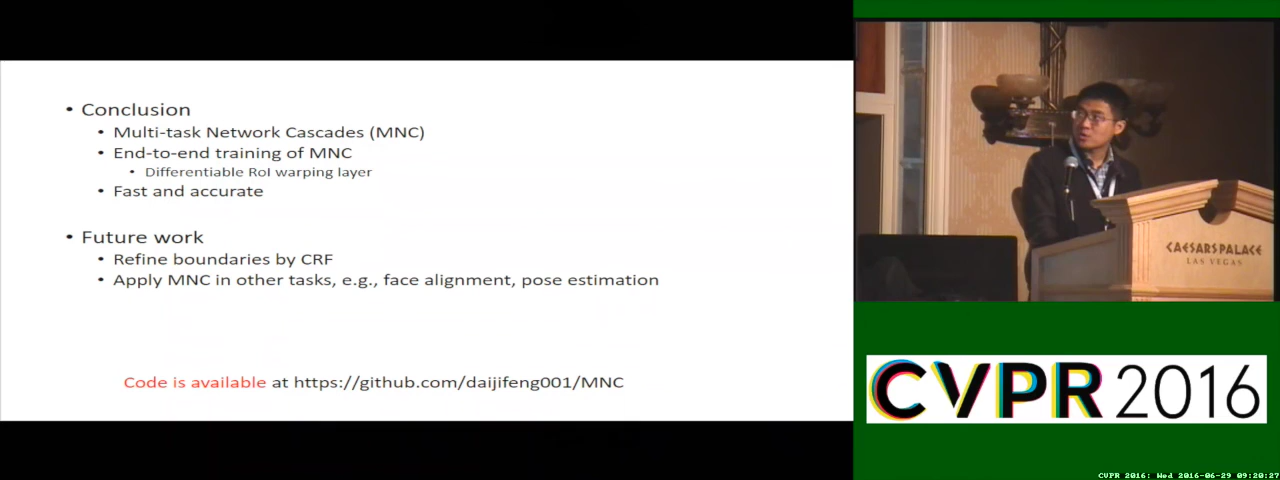 • Conclusion
• Multi-task Network Cascades (MNC)
• End-to-end training of MNC
• Differentiable RoI warping layer
• Fast and accurate
• Future work
• Refine boundaries by CRF
• Apply MNC in other tasks, e.g., face alignment, pose estimation
Code is available at https://github.com/daijifeng001/MNC
CAESARS PALACE
LAS VEGAS
CVPR 2016
CVPR 2016: Wed 2016-06-29 09:20:27